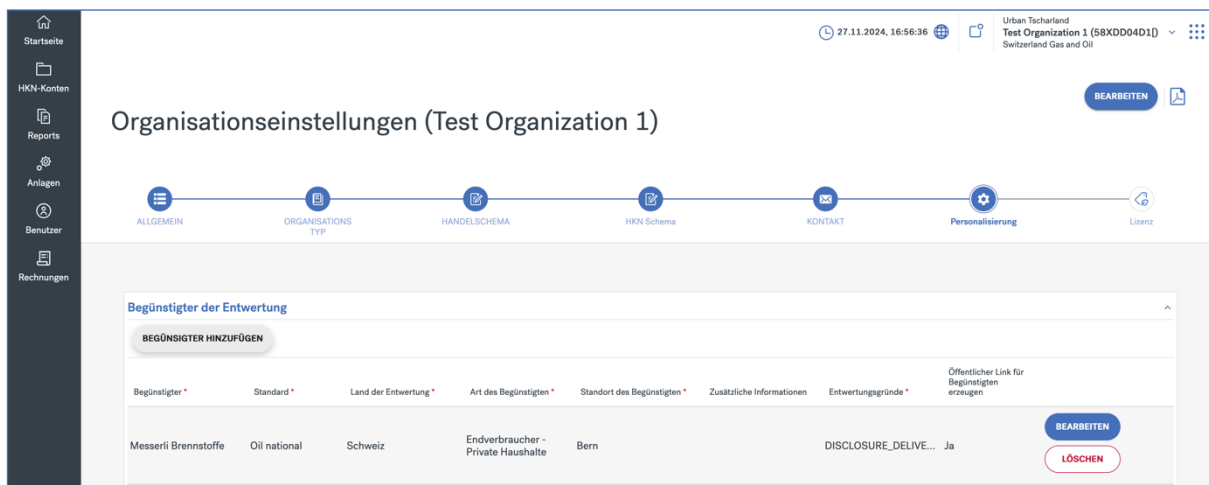 Startseite
HKN-Konten
Reports
Anlagen
Benutzer
Rechnungen
27.11.2024, 16:56:36
Urban Tscharland
Test Organization 1 (58XDD04D1[)
Switzerland Gas and Oil
BEARBEITEN
Organisationseinstellungen (Test Organization 1)
ALLGEMEIN
ORGANISATIONS
TYP
HANDELSCHEMA
HKN Schema
KONTAKT
Personalisierung
Lizenz
Begünstigter der Entwertung
BEGÜNSIGTER HINZUFÜGEN
Begünstigter *
Standard *
Land der Entwertung *
Art des Begünstigten *
Standort des Begünstigten *
Zusätzliche Informationen
Entwertungsgründe *
Öffentlicher Link für
Begünstigten
erzeugen
Messerli Brennstoffe
Oil national
Schweiz
Endverbraucher -
Private Haushalte
Bern
DISCLOSURE_DELIVE...
Ja
BEARBEITEN
LÖSCHEN